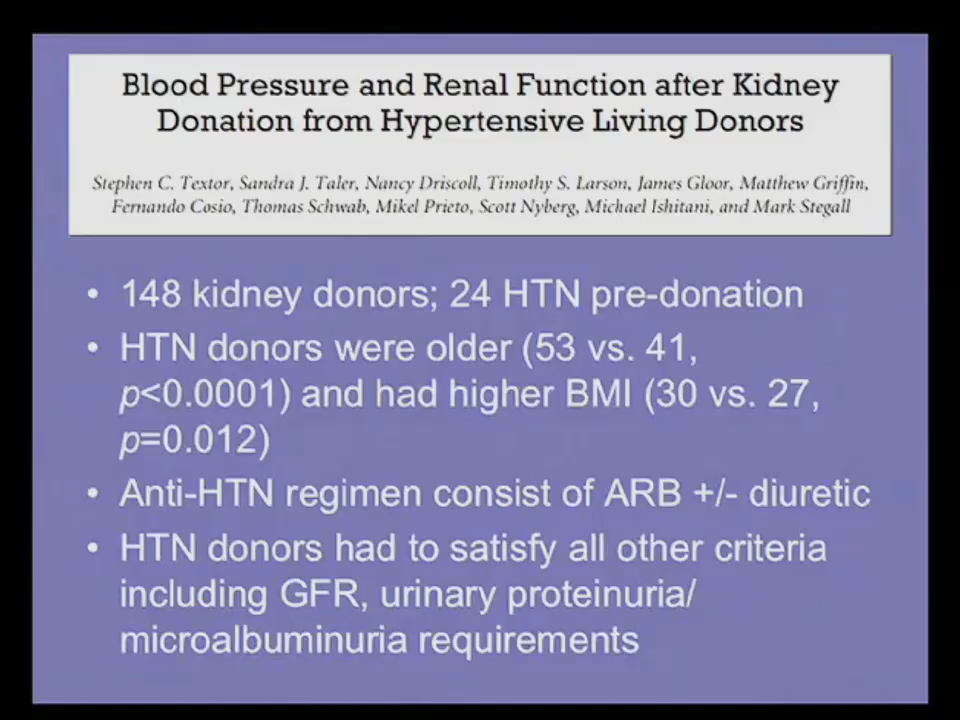 Blood Pressure and Renal Function after Kidney
Donation from Hypertensive Living Donors
Stephen C. Textor, Sandra J. Taler, Nancy Driscoll, Timothy S. Larson, James Gloor, Matthew Griffin,
Fernando Cosio, Thomas Schwab, Mikel Prieto, Scott Nyberg, Michael Ishitani, and Mark Stegall
• 148 kidney donors; 24 HTN pre-donation
• HTN donors were older (53 vs. 41,
p<0.0001) and had higher BMI (30 vs. 27,
p=0.012)
• Anti-HTN regimen consist of ARB +/- diuretic
• HTN donors had to satisfy all other criteria
including GFR, urinary proteinuria/
microalbuminuria requirements